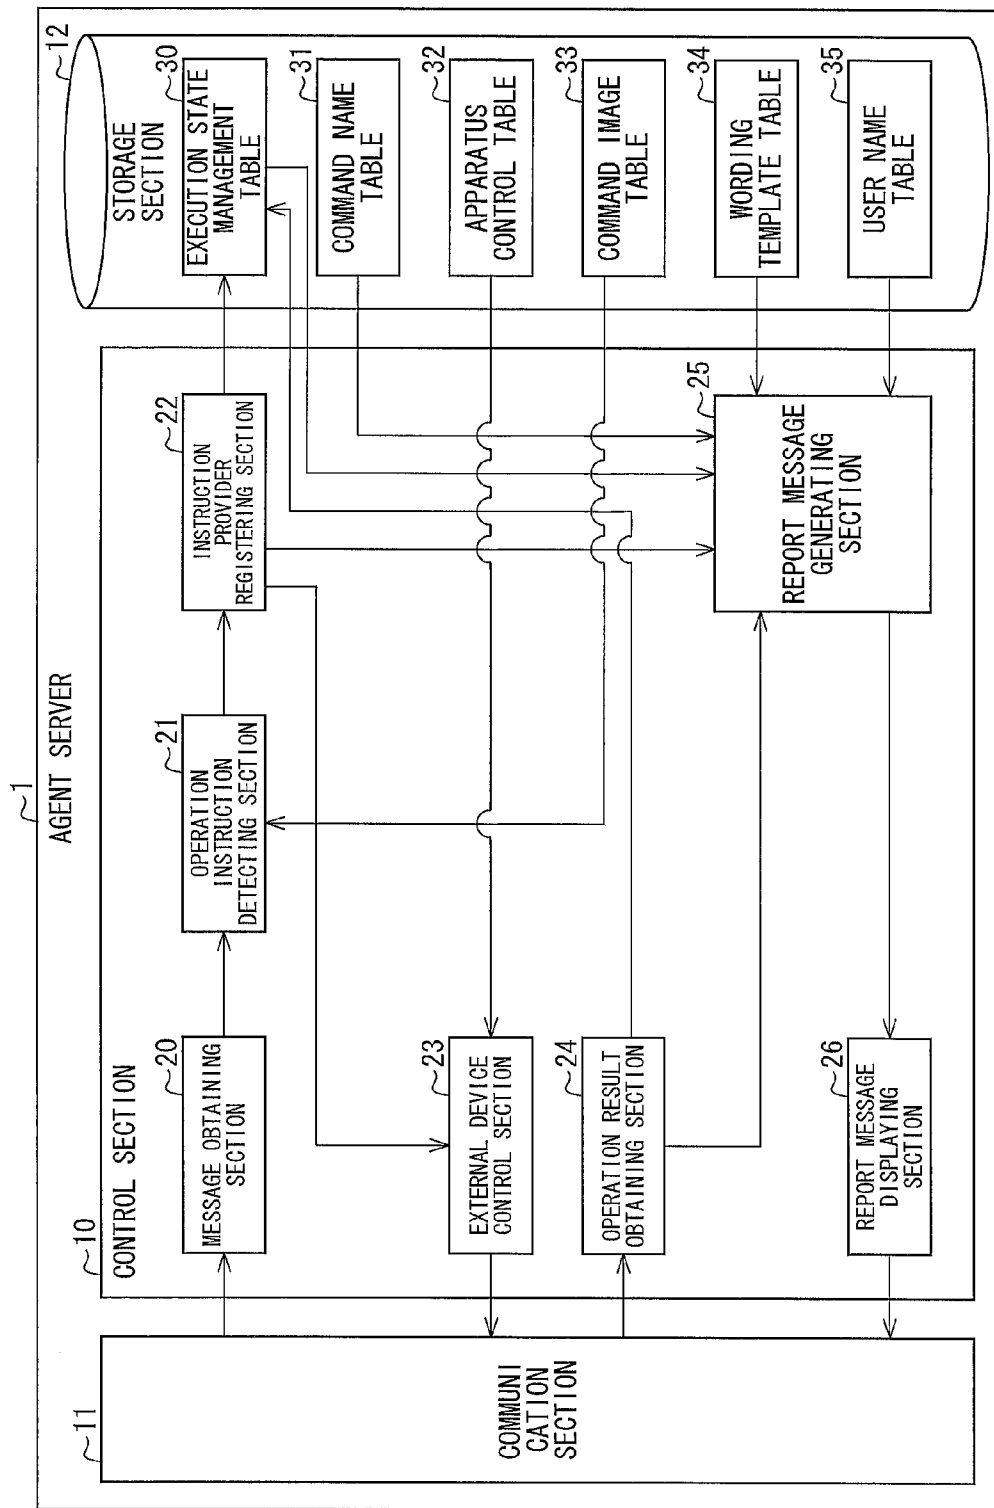 1
AGENT SERVER
11
COMMUNI
CATION
SECTION
10
CONTROL SECTION
20
MESSAGE OBTAINING
SECTION
21
OPERATION
INSTRUCTION
DETECTING SECTION
22
INSTRUCTION
PROVIDER
REGISTERING SECTION
23
EXTERNAL DEVICE
CONTROL SECTION
24
OPERATION RESULT
OBTAINING SECTION
25
REPORT MESSAGE
GENERATING
SECTION
26
REPORT MESSAGE
DISPLAYING
SECTION
12
STORAGE
SECTION
30
EXECUTION STATE
MANAGEMENT
TABLE
31
COMMAND NAME
TABLE
32
APPARATUS
CONTROL TABLE
33
COMMAND IMAGE
TABLE
34
WORDING
TEMPLATE TABLE
35
USER NAME
TABLE